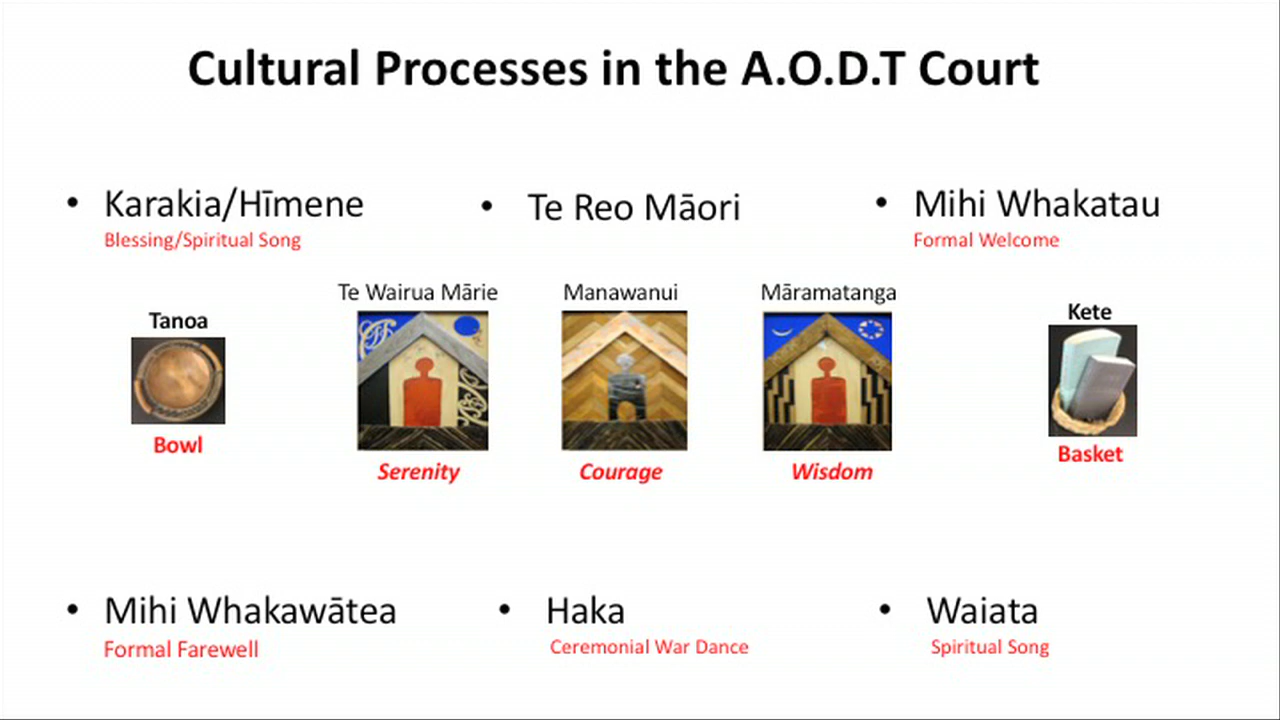 Cultural Processes in the A.O.D.T Court
• Karakia/Hīmene
Blessing/Spiritual Song
• Te Reo Māori
• Mihi Whakatau
Formal Welcome
Tanoa
Bowl
Te Wairua Mārie
Serenity
Manawanui
Courage
Māramatanga
Wisdom
Kete
Basket
• Mihi Whakawātea
Formal Farewell
• Haka
Ceremonial War Dance
• Waiata
Spiritual Song